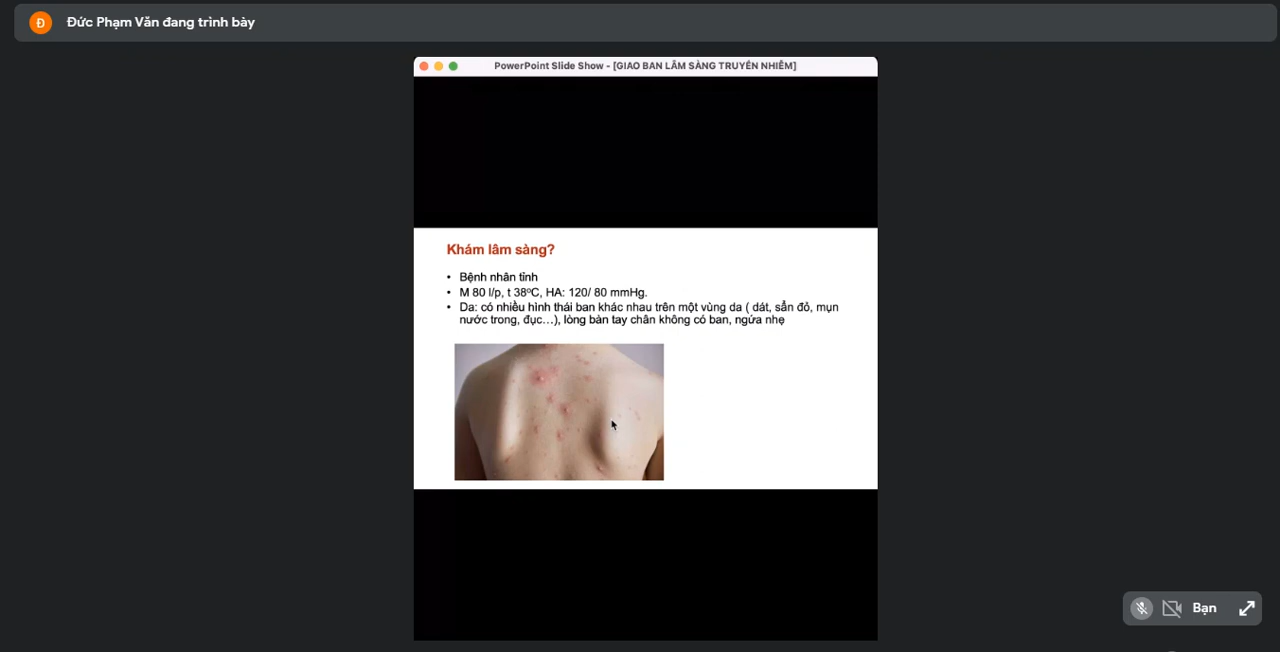 Đ
Đức Phạm Vẵn đang trình bày
PowerPoint Slide Show - [GIAO BAN LÂM SÀNG TRUYỀN NHIỄM]
Khám lâm sàng?
• Bệnh nhân tỉnh
• M 80 l/p, t 38ºC, HA: 120/ 80 mmHg.
• Da: có nhiều hình thái ban khác nhau trên một vùng da ( dát, sẩn đỏ, mụn
nước trong, đục...), lòng bàn tay chân không có ban, ngứa nhẹ
Bạn